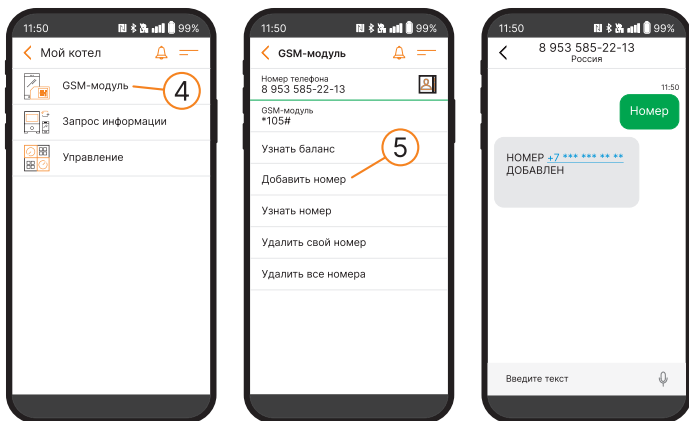 11:50 99%
Мой котел
GSM-модуль
4
Запрос информации
Управление
11:50 99%
GSM-модуль
Номер телефона
8 953 585-22-13
GSM-модуль
*105#
Узнать баланс
5
Добавить номер
Узнать номер
Удалить свой номер
Удалить все номера
11:50 99%
8 953 585-22-13
Россия
11:50
Номер
НОМЕР +7 *** *** ** **
ДОБАВЛЕН
Введите текст